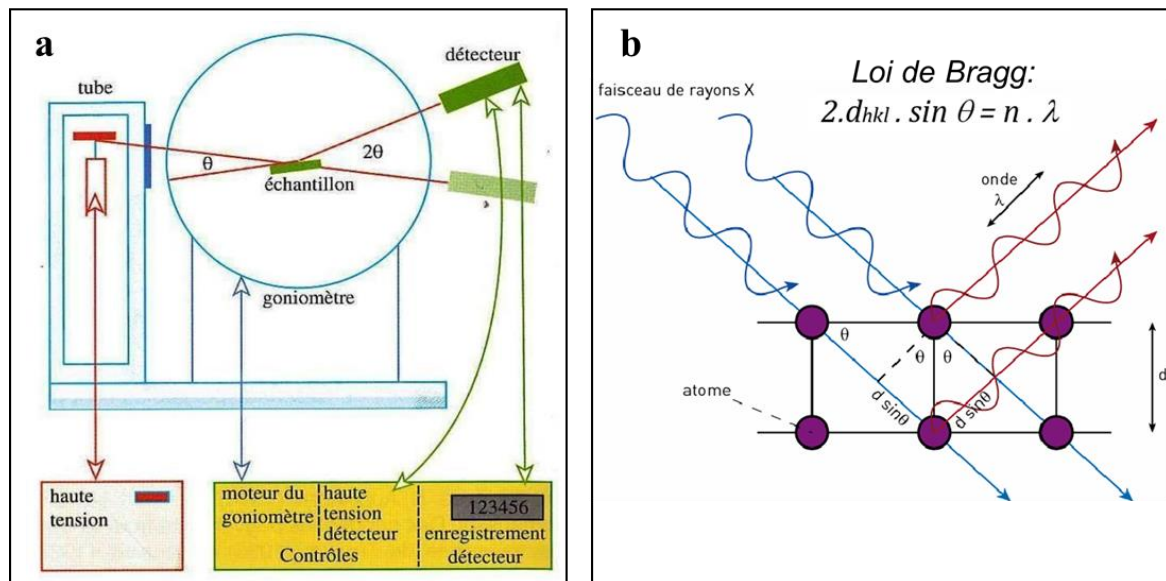 a
détecteur
tube
θ
2θ
échantillon
goniomètre
haute
tension
moteur du
goniomètre
haute
tension
détecteur
Contrôles
123456
enregistrement
détecteur
b
Loi de Bragg:
faisceau de rayons X
2.dhkl . sin θ = n . λ
onde
λ
θ
θ
θ
d
atome
d sinθ
d sinθ